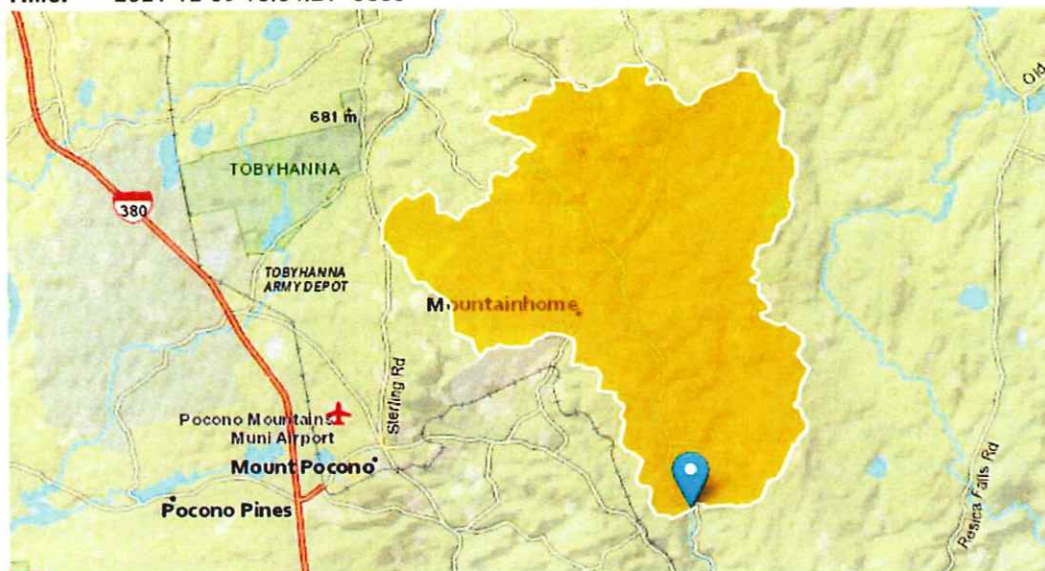 681 m
TOBYHANNA
380
TOBYHANNA
ARMY DEPOT
Mountainhome
Sterling Rd
Pocono Mountains
Muni Airport
Mount Pocono
Pocono Pines
Old
Resica Falls Rd